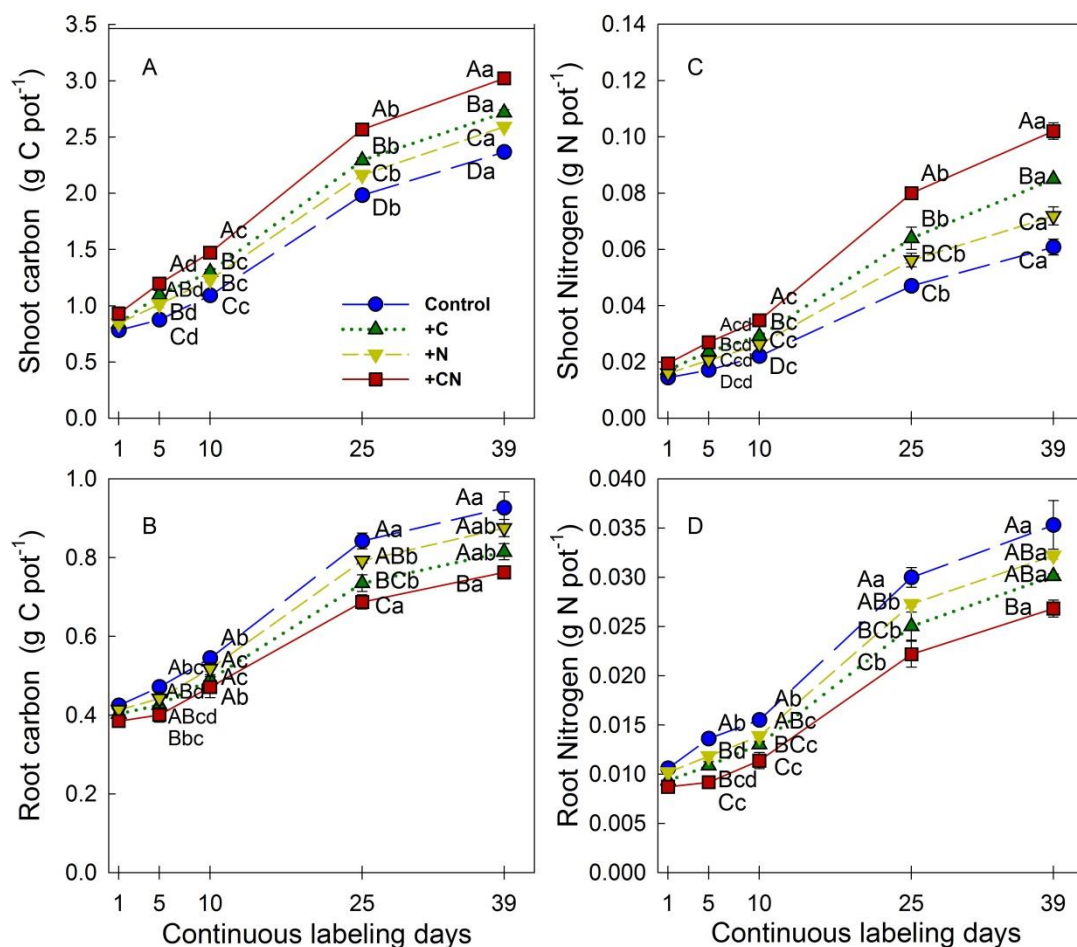 3.5
3.0
2.5
2.0
1.5
1.0
0.5
0.0
Shoot carbon (g C pot⁻¹)
A
Aa
Ba
Ca
Da
Ab
Bb
Cb
Db
Ac
Bc
Bc
Cc
Ad
ABd
Bd
Cd
Control
+C
+N
+CN
1 5 10 25 39
0.14
0.12
0.10
0.08
0.06
0.04
0.02
0.00
Shoot Nitrogen (g N pot⁻¹)
C
Aa
Ba
Ca
Ca
Ab
Bb
BCb
Cb
Ac
Bc
Cc
Dc
Acd
Bcd
Ccd
Dcd
1 5 10 25 39
1.0
0.8
0.6
0.4
0.2
0.0
Root carbon (g C pot⁻¹)
B
Aa
Aab
Aab
Ba
Aa
ABb
BCb
Ca
Ab
Ac
Ac
Ab
Abc
ABd
ABcd
Bbc
1 5 10 25 39
Continuous labeling days
0.040
0.035
0.030
0.025
0.020
0.015
0.010
0.005
0.000
Root Nitrogen (g N pot⁻¹)
D
Aa
ABa
ABa
Ba
Aa
ABb
BCb
Cb
Ab
ABc
BCc
Cc
Ab
Bd
Bcd
Cc
1 5 10 25 39
Continuous labeling days